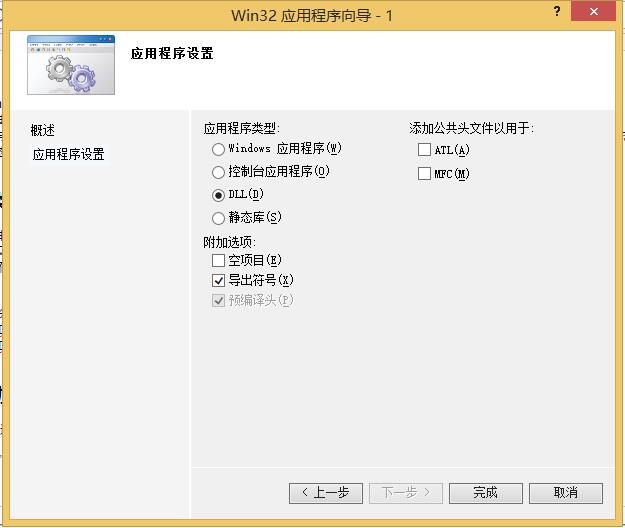 Win32 应用程序向导 - 1
?
应用程序设置
概述
应用程序设置
应用程序类型:
Windows 应用程序(W)
控制台应用程序(O)
DLL(D)
静态库(S)
附加选项:
空项目(E)
导出符号(X)
预编译头(P)
添加公共头文件以用于:
ATL(A)
MFC(M)
< 上一步
下一步 >
完成
取消